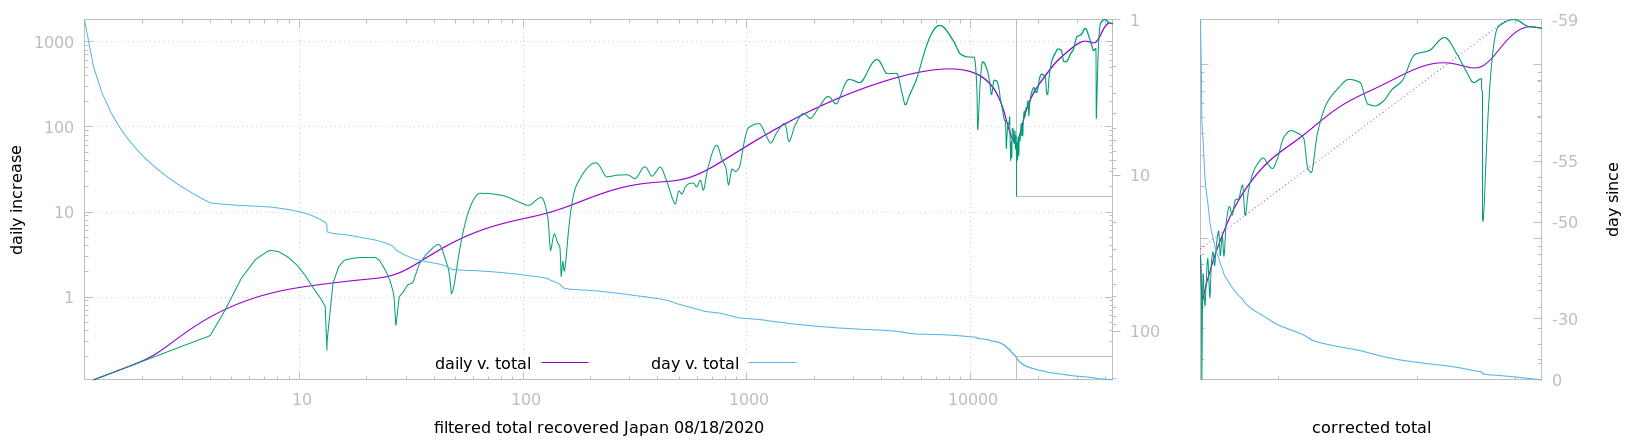 1000
100
10
1
daily increase
daily v. total
day v. total
10
100
1000
10000
filtered total recovered Japan 08/18/2020
1
10
100
-59
-55
-50
-30
0
day since
corrected total